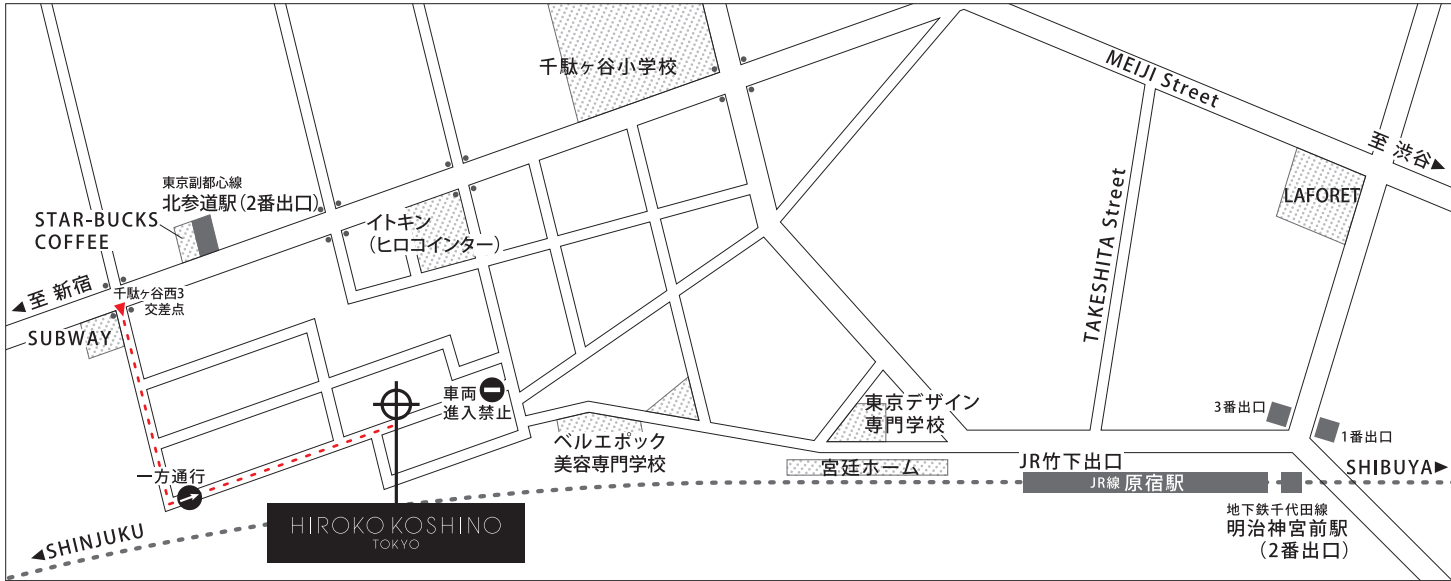 千駄ヶ谷小学校
MEIJI Street
至 渋谷
LAFORET
TAKESHITA Street
東京副都心線
北参道駅(2番出口)
STAR-BUCKS
COFFEE
イトキン
(ヒロコインター)
至 新宿
千駄ヶ谷西3
交差点
SUBWAY
車両
進入禁止
東京デザイン
専門学校
3番出口
1番出口
ベルエポック
美容専門学校
宮廷ホーム
JR竹下出口
JR線 原宿駅
SHIBUYA
一方通行
地下鉄千代田線
明治神宮前駅
(2番出口)
HIROKO KOSHINO
TOKYO
SHINJUKU